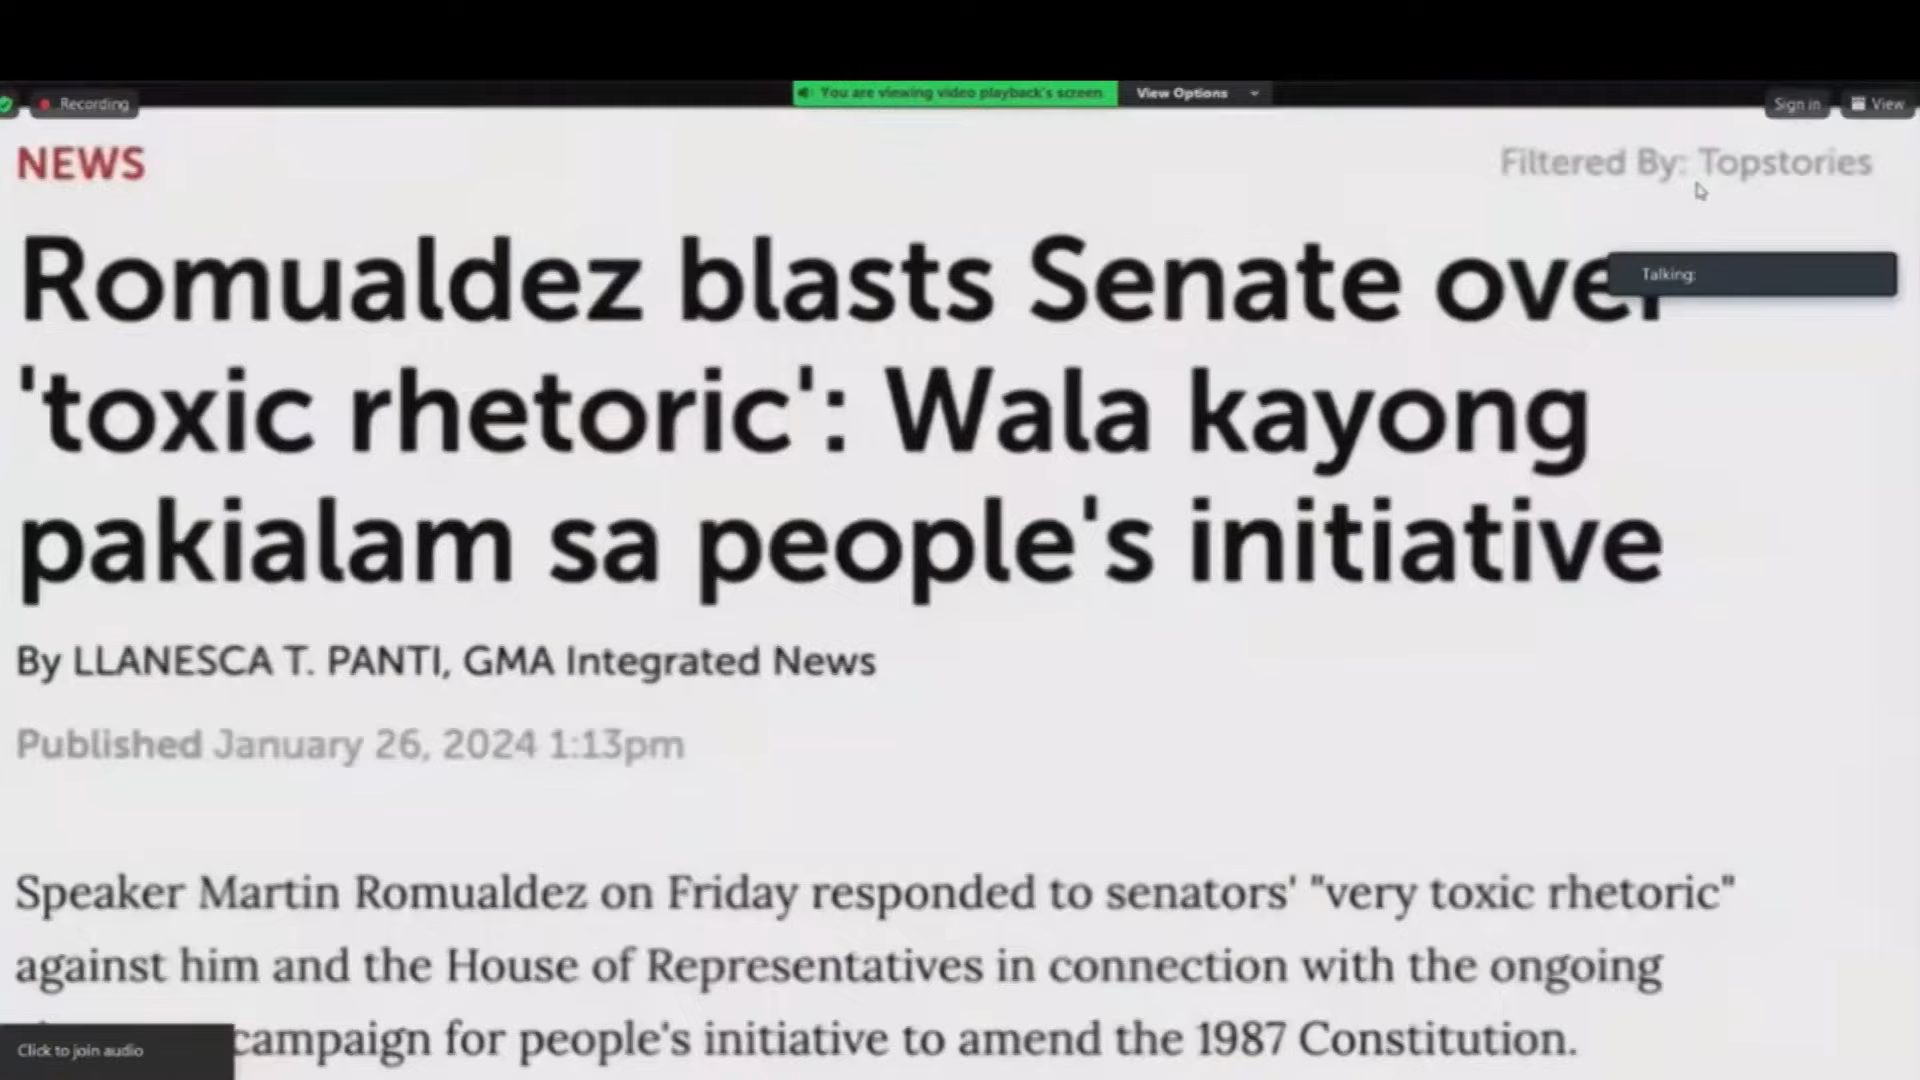 You are viewing video playback's screen
View Options
Recording
Sign in
View
NEWS
Filtered By: Topstories
Romualdez blasts Senate over
Talking:
'toxic rhetoric': Wala kayong
pakialam sa people's initiative
By LLANESCA T. PANTI, GMA Integrated News
Published January 26, 2024 1:13pm
Speaker Martin Romualdez on Friday responded to senators' "very toxic rhetoric"
against him and the House of Representatives in connection with the ongoing
campaign for people's initiative to amend the 1987 Constitution.
Click to join audio